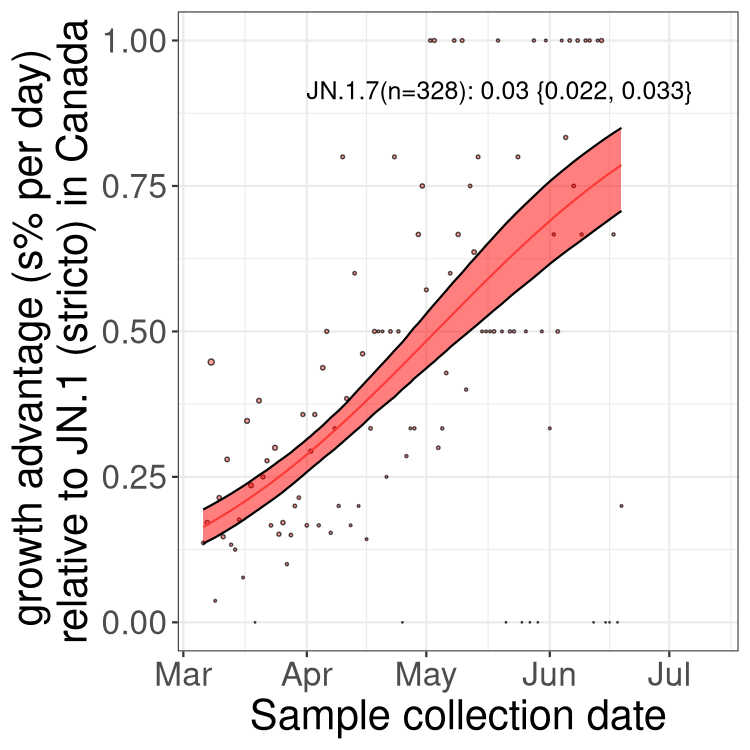 growth advantage (s% per day)
relative to JN.1 (stricto) in Canada
1.00
0.75
0.50
0.25
0.00
JN.1.7(n=328): 0.03 {0.022, 0.033}
Mar Apr May Jun Jul
Sample collection date